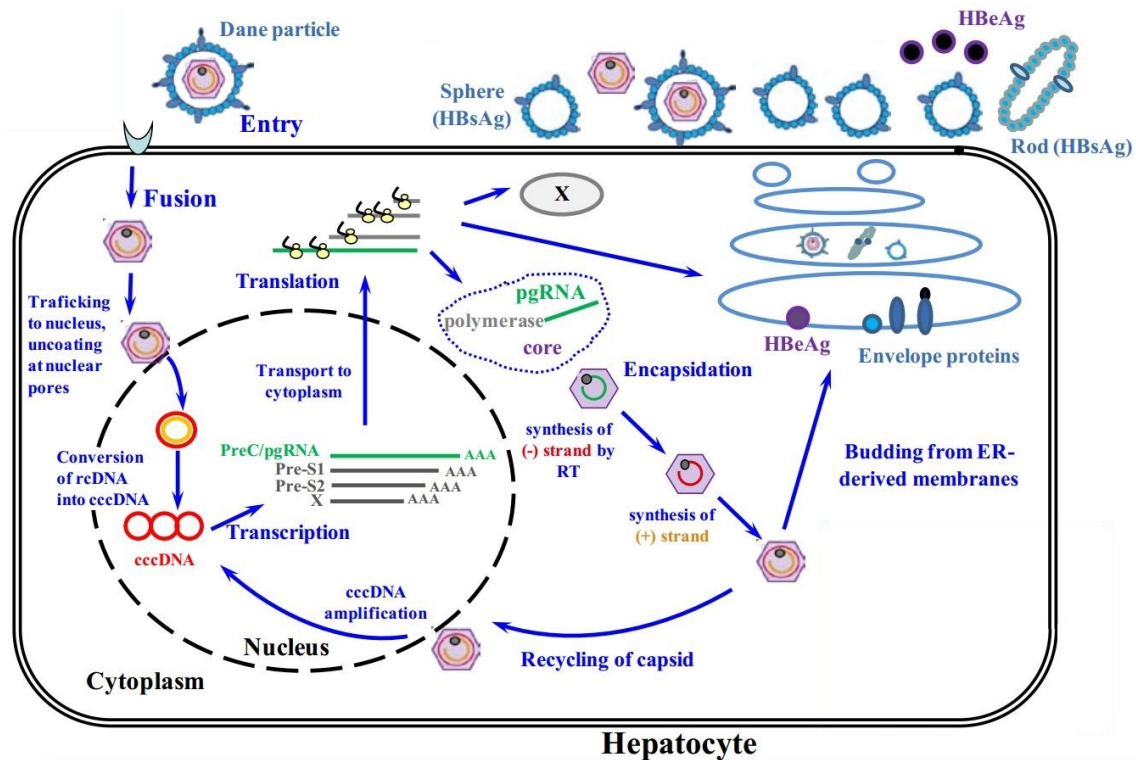 Dane particle
Entry
Sphere
(HBsAg)
HBeAg
Rod (HBsAg)
Fusion
Traficking
to nucleus,
uncoating
at nuclear
pores
Translation
X
pgRNA
polymerase
core
HBeAg
Envelope proteins
Transport to
cytoplasm
Encapsidation
synthesis of
(-) strand by
RT
synthesis of
(+) strand
Budding from ER-
derived membranes
Conversion
of rcDNA
into cccDNA
cccDNA
Transcription
PreC/pgRNA
AAA
Pre-S1
AAA
Pre-S2
AAA
X
AAA
cccDNA
amplification
Nucleus
Recycling of capsid
Cytoplasm
Hepatocyte